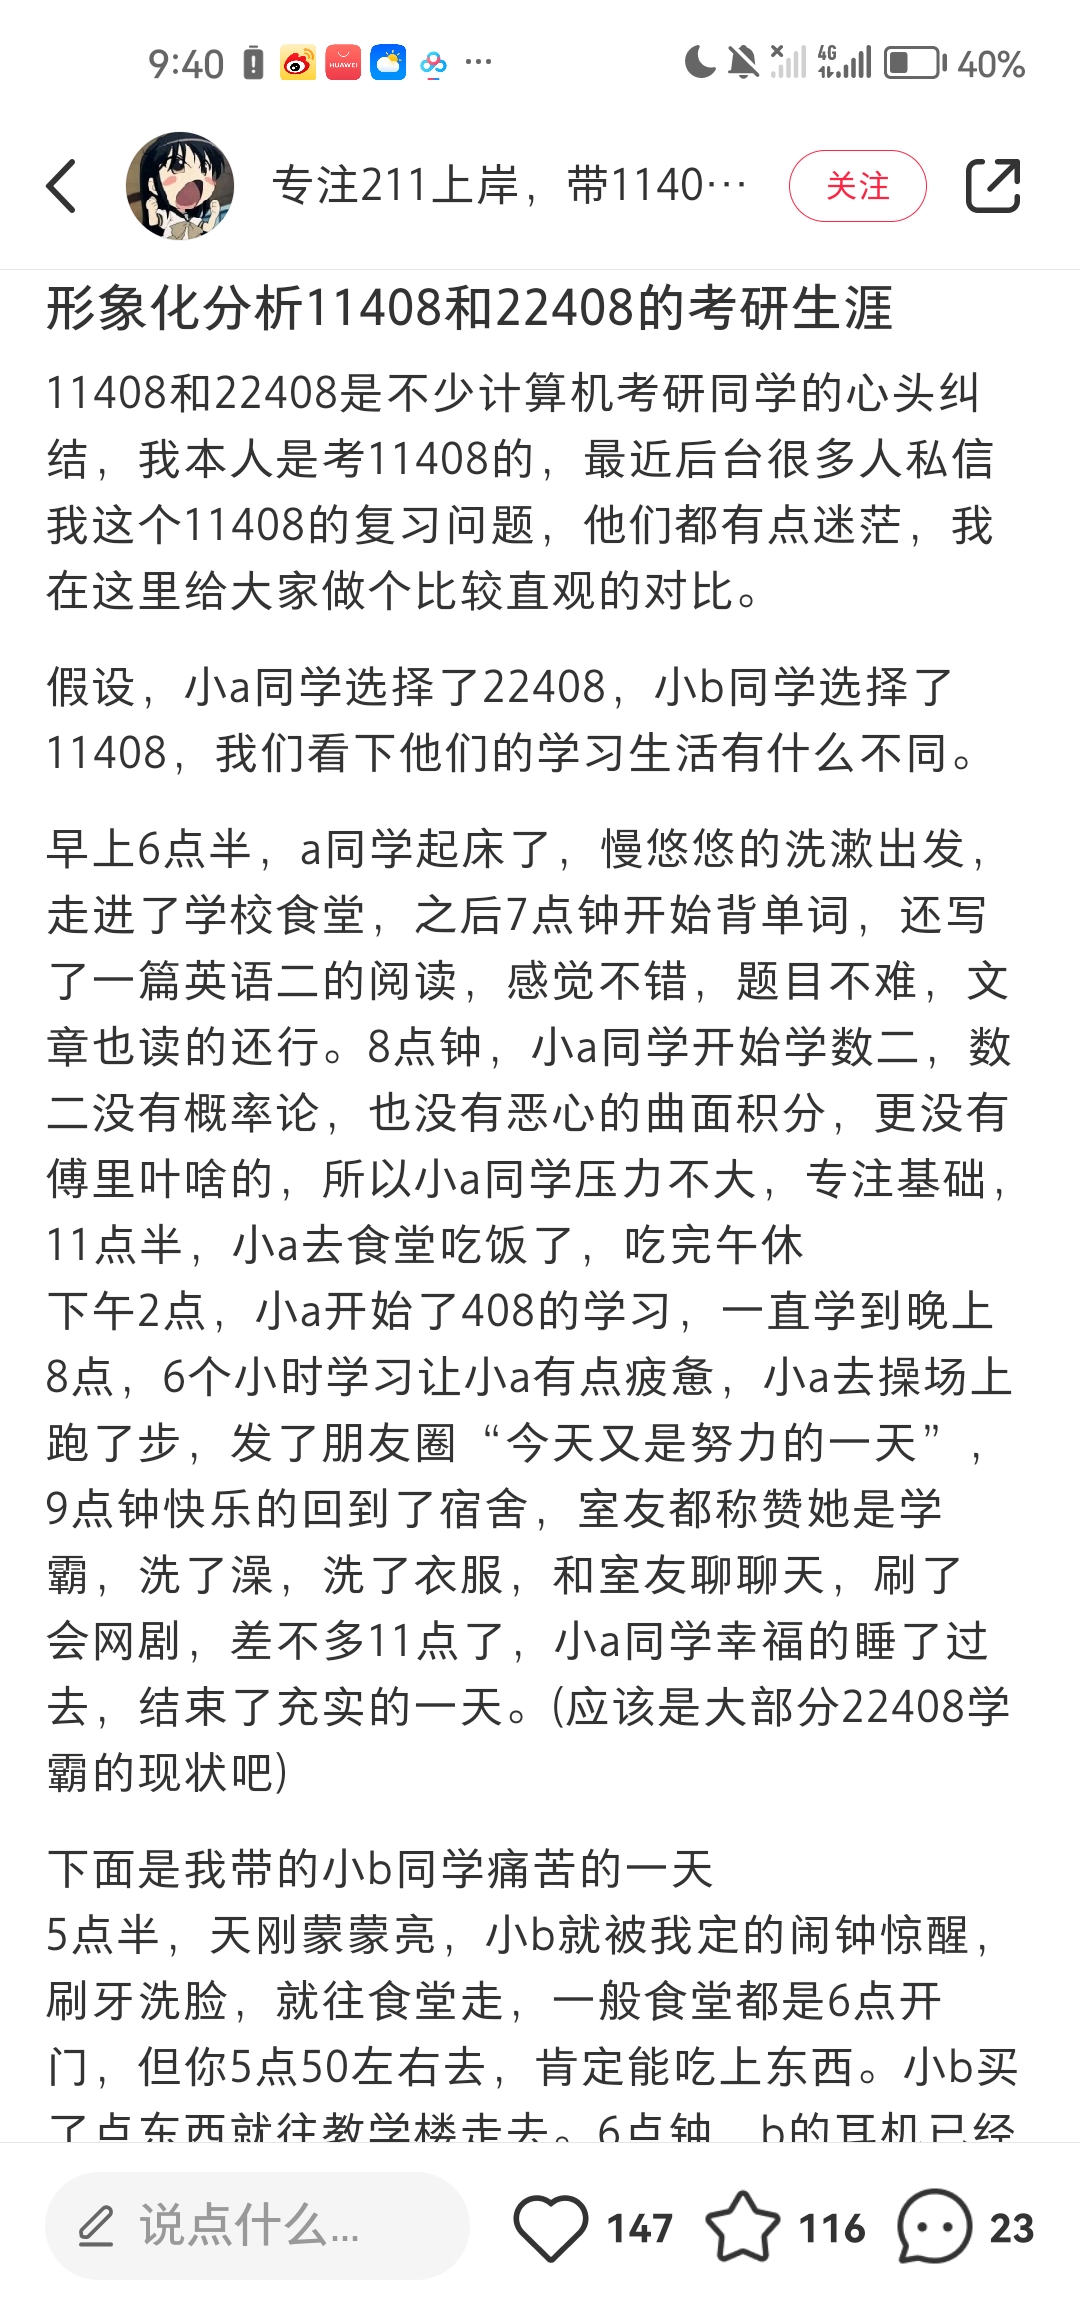 9:40
HUAWEI
4G
40%
专注211上岸，带1140…
关注
形象化分析11408和22408的考研生涯
11408和22408是不少计算机考研同学的心头纠
结，我本人是考11408的，最近后台很多人私信
我这个11408的复习问题，他们都有点迷茫，我
在这里给大家做个比较直观的对比。
假设，小a同学选择了22408，小b同学选择了
11408，我们看下他们的学习生活有什么不同。
早上6点半，a同学起床了，慢悠悠的洗漱出发，
走进了学校食堂，之后7点钟开始背单词，还写
了一篇英语二的阅读，感觉不错，题目不难，文
章也读的还行。8点钟，小a同学开始学数二，数
二没有概率论，也没有恶心的曲面积分，更没有
傅里叶啥的，所以小a同学压力不大，专注基础，
11点半，小a去食堂吃饭了，吃完午休
下午2点，小a开始了408的学习，一直学到晚上
8点，6个小时学习让小a有点疲惫，小a去操场上
跑了步，发了朋友圈“今天又是努力的一天”，
9点钟快乐的回到了宿舍，室友都称赞她是学
霸，洗了澡，洗了衣服，和室友聊聊天，刷了
会网剧，差不多11点了，小a同学幸福的睡了过
去，结束了充实的一天。(应该是大部分22408学
霸的现状吧)
下面是我带的小b同学痛苦的一天
5点半，天刚蒙蒙亮，小b就被我定的闹钟惊醒，
刷牙洗脸，就往食堂走，一般食堂都是6点开
门，但你5点50左右去，肯定能吃上东西。小b买
了点东西就往教学楼走去。6点钟，b的耳机已经
说点什么...
147
116
23